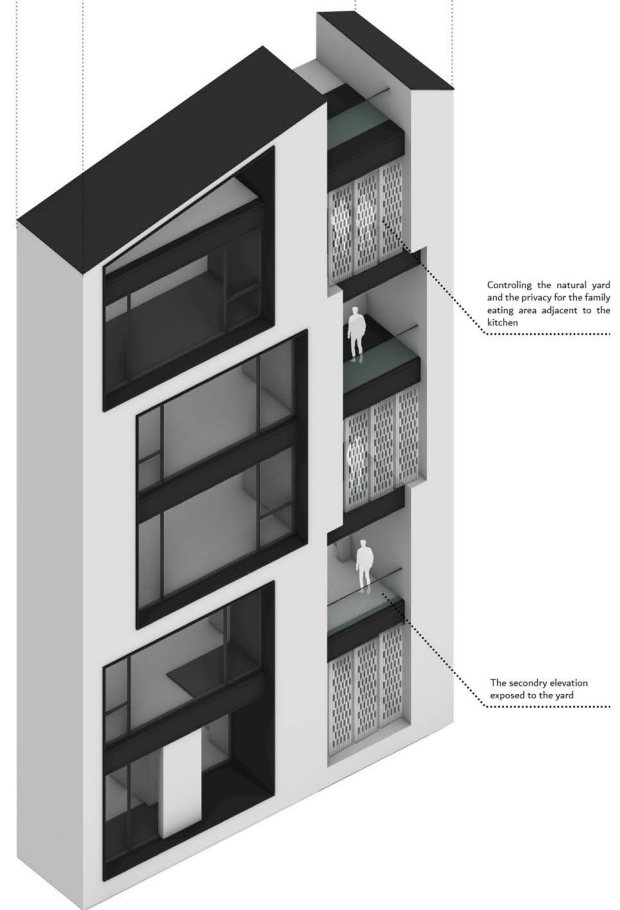 Controling the natural yard
and the privacy for the family
eating area adjacent to the
kitchen
The secondry elevation
exposed to the yard